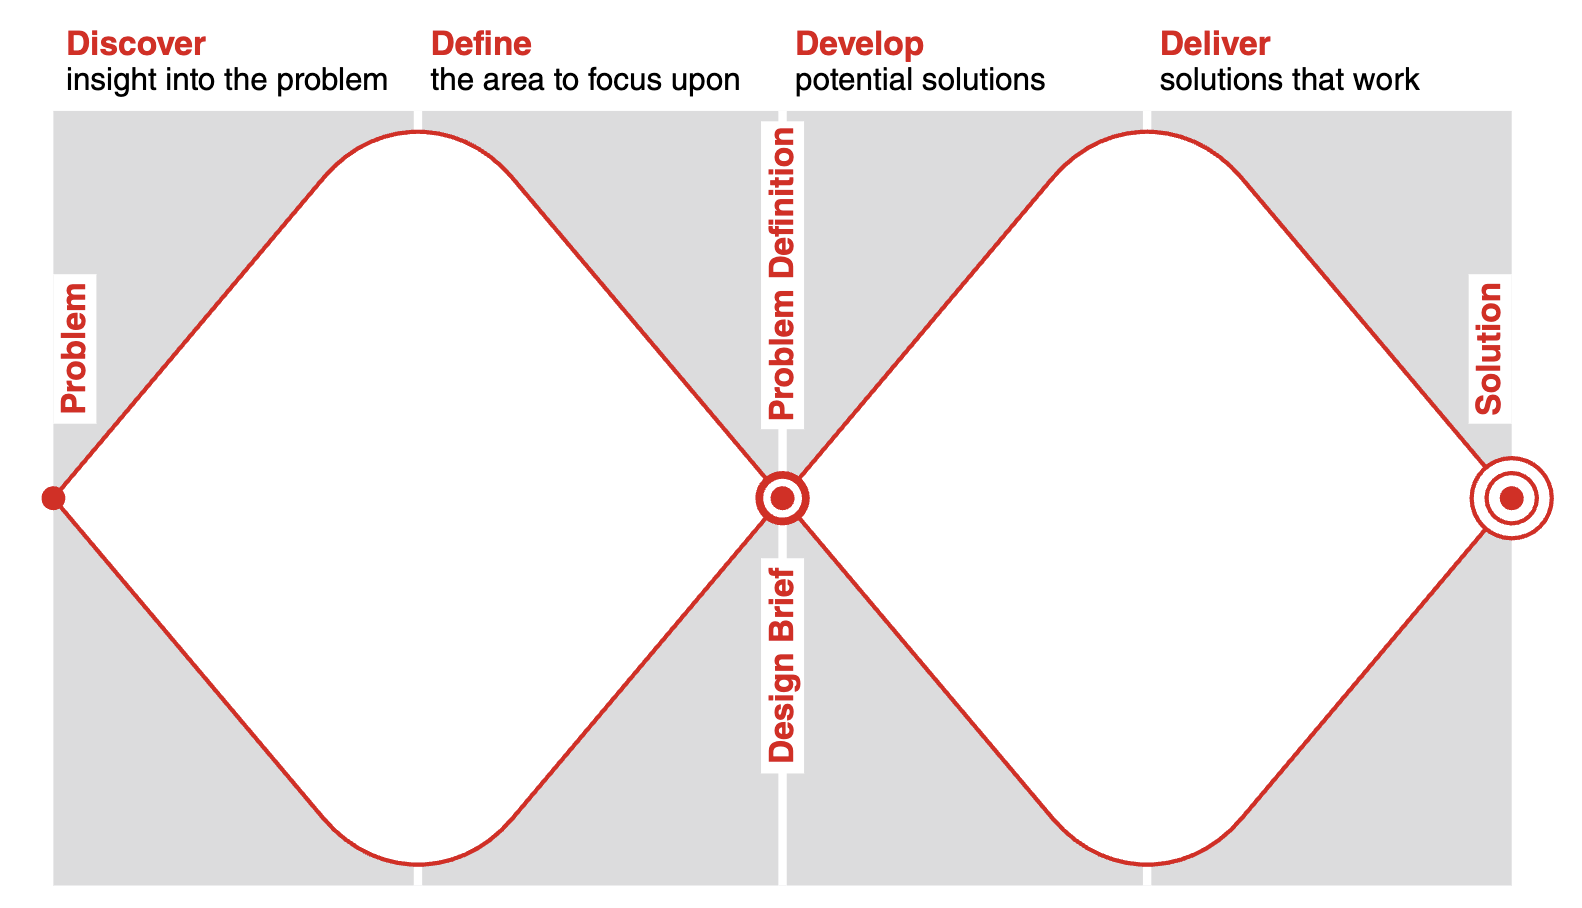 Discover
insight into the problem
Define
the area to focus upon
Develop
potential solutions
Deliver
solutions that work
Problem
Problem Definition
Design Brief
Solution